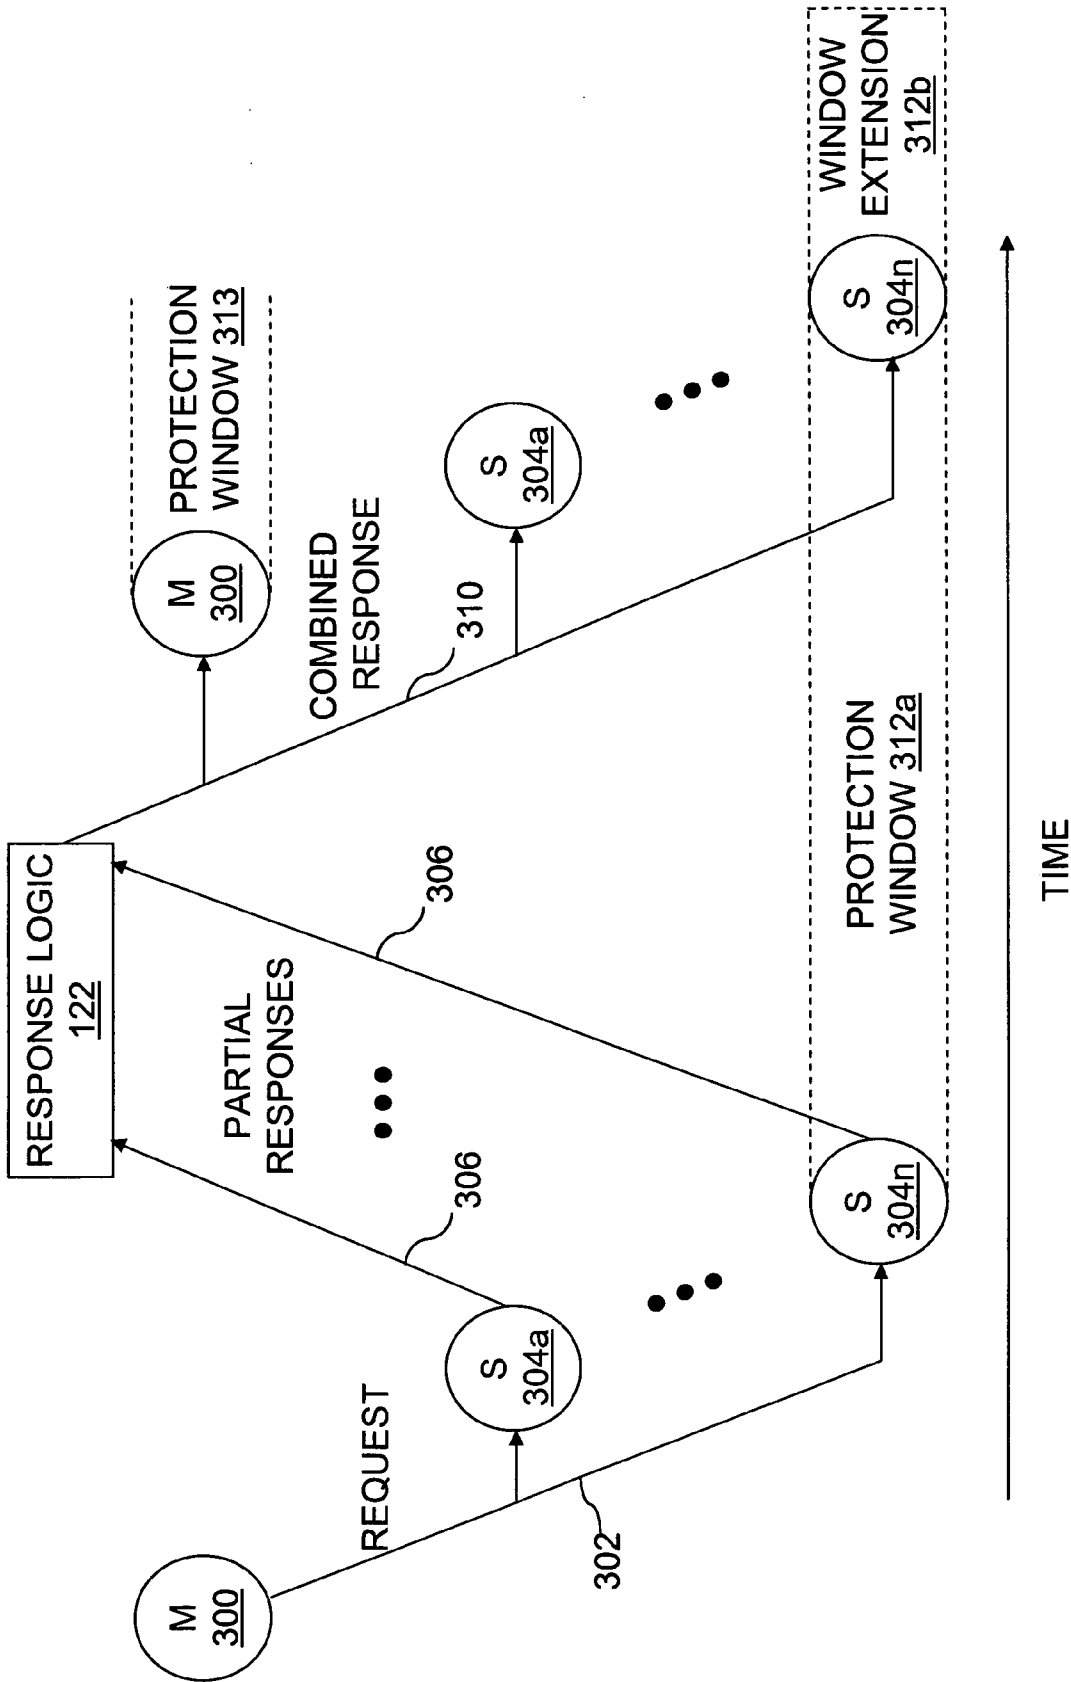 RESPONSE LOGIC
122
M
300
REQUEST
302
S
304a
S
304n
306
PARTIAL
RESPONSES
306
COMBINED
RESPONSE
310
M
300
PROTECTION
WINDOW 313
S
304a
S
304n
PROTECTION
WINDOW 312a
WINDOW
EXTENSION
312b
TIME